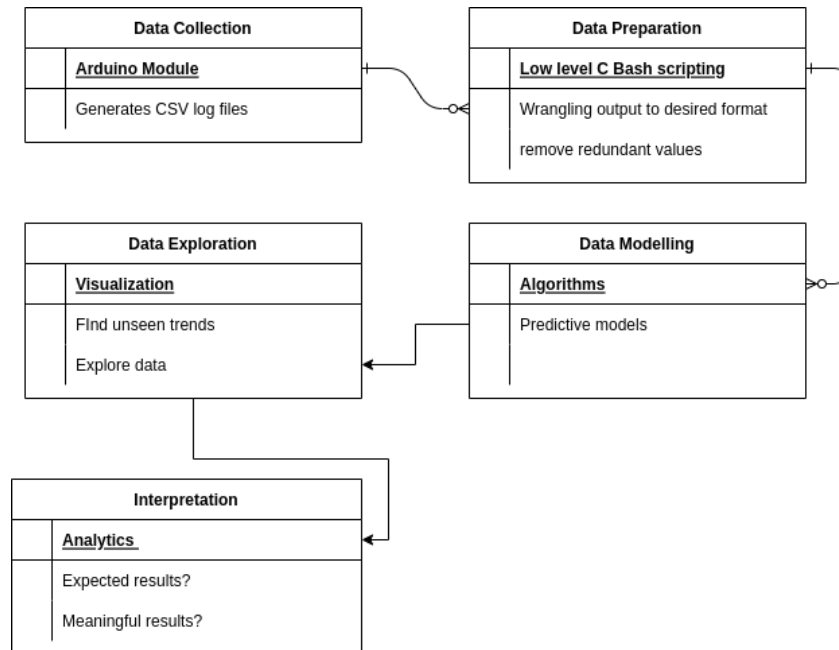 Data Collection
Arduino Module
Generates CSV log files
Data Preparation
Low level C Bash scripting
Wrangling output to desired format
remove redundant values
Data Exploration
Visualization
FInd unseen trends
Explore data
Data Modelling
Algorithms
Predictive models
Interpretation
Analytics
Expected results?
Meaningful results?